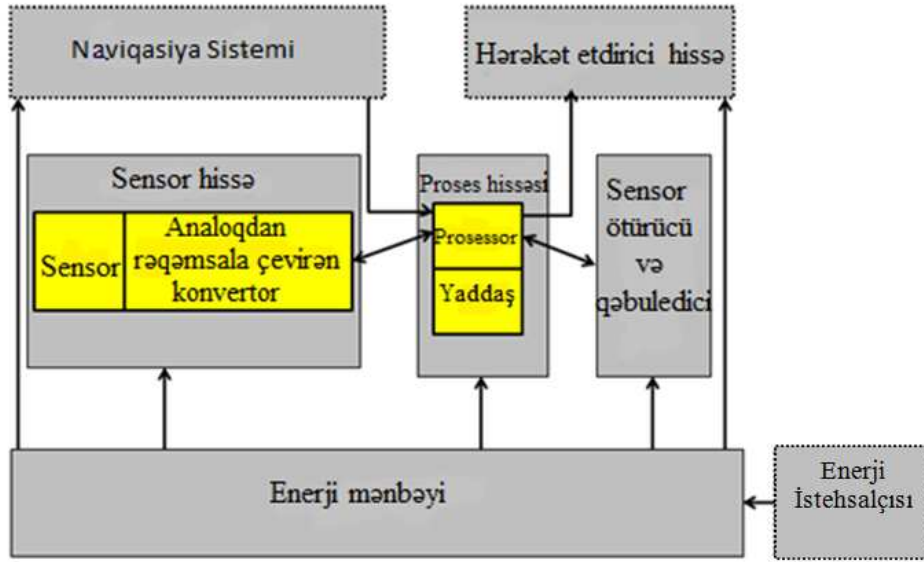 Naviqasiya Sistemi
Hərəkət etdirici hissə
Sensor hissə
Sensor
Analoqdan
rəqəmsala çevirən
konvertor
Proses hissəsi
Prosessor
Yaddaş
Sensor
ötürücü
və
qəbuledici
Enerji mənbəyi
Enerji
İstehsalçısı